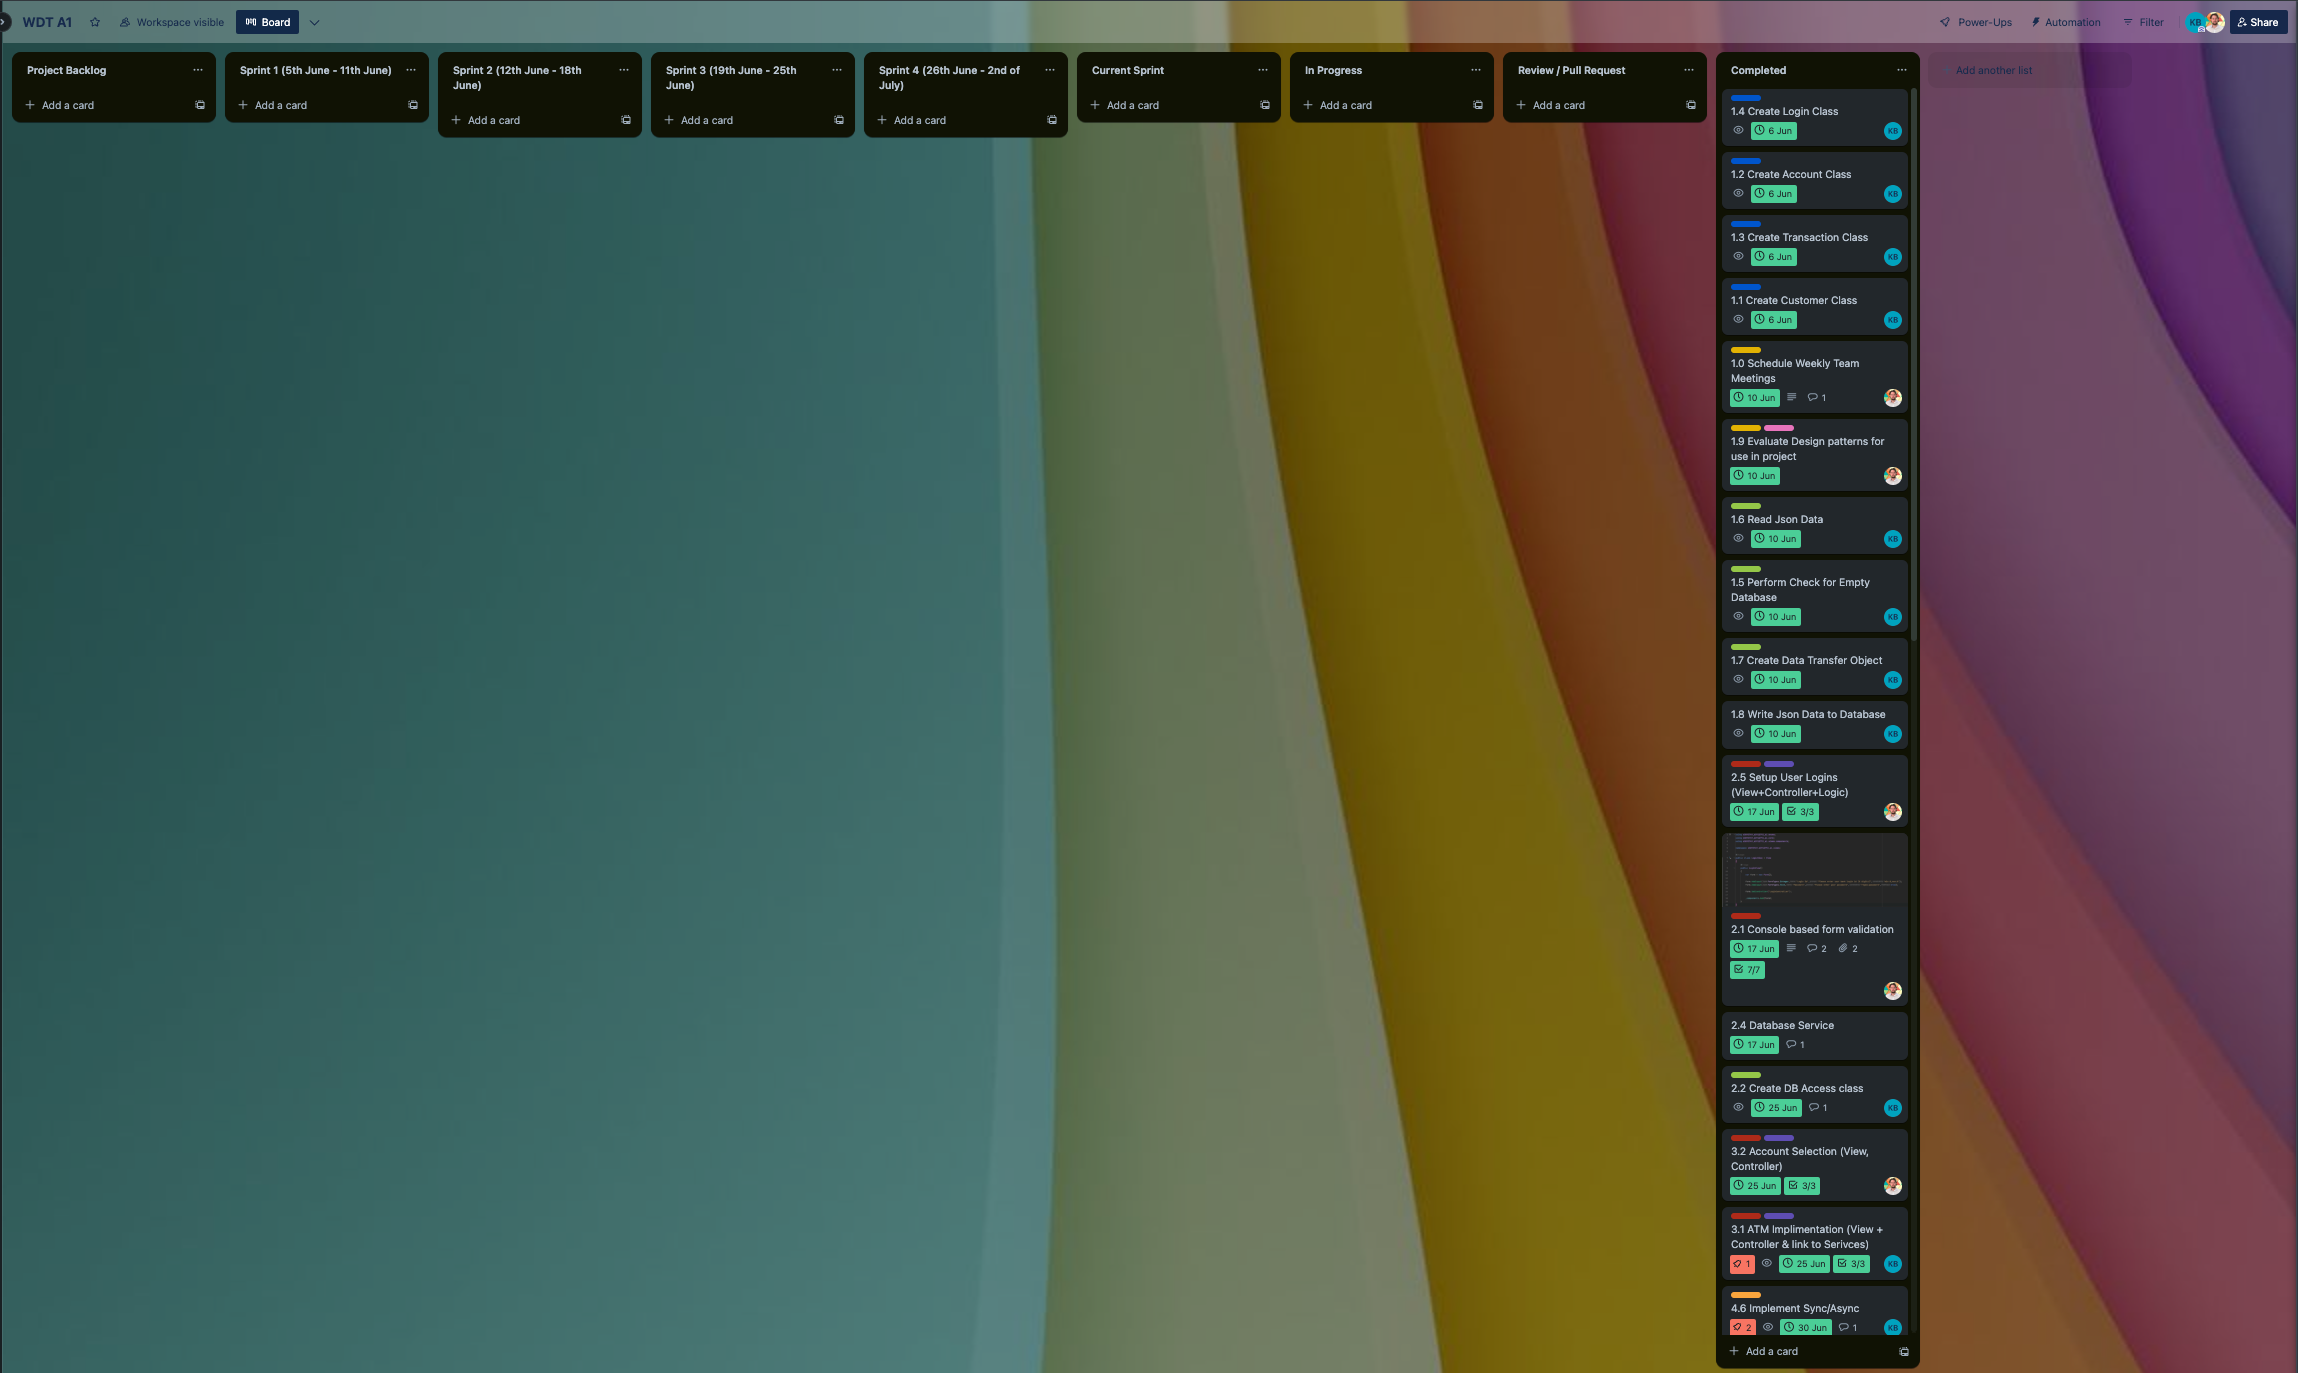 WDT A1
Workspace visible
Board
Power-Ups
Automation
Filter
KB
Share
Project Backlog
Add a card
Sprint 1 (5th June - 11th June)
Add a card
Sprint 2 (12th June - 18th
June)
Add a card
Sprint 3 (19th June - 25th
June)
Add a card
Sprint 4 (26th June - 2nd of
July)
Add a card
Current Sprint
Add a card
In Progress
Add a card
Review / Pull Request
Add a card
Completed
1.4 Create Login Class
6 Jun
KB
1.2 Create Account Class
6 Jun
KB
1.3 Create Transaction Class
6 Jun
KB
1.1 Create Customer Class
6 Jun
KB
1.0 Schedule Weekly Team
Meetings
10 Jun 1
1.9 Evaluate Design patterns for
use in project
10 Jun
1.6 Read Json Data
10 Jun
KB
1.5 Perform Check for Empty
Database
10 Jun
KB
1.7 Create Data Transfer Object
10 Jun
KB
1.8 Write Json Data to Database
10 Jun
KB
2.5 Setup User Logins
(View+Controller+Logic)
17 Jun 3/3
2.1 Console based form validation
17 Jun 2 2
7/7
2.4 Database Service
17 Jun 1
2.2 Create DB Access class
25 Jun 1
KB
3.2 Account Selection (View,
Controller)
25 Jun 3/3
3.1 ATM Implimentation (View +
Controller & link to Serivces)
1 25 Jun 3/3
KB
4.6 Implement Sync/Async
2 30 Jun 1
KB
Add a card
Add another list